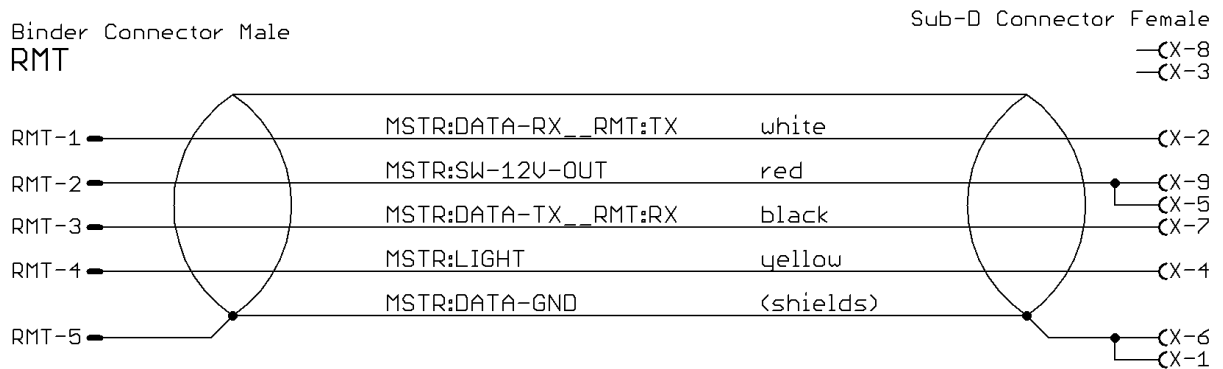 Binder Connector Male
Sub-D Connector Female
RMT
X-8
X-3
RMT-1 MSTR:DATA-RX__RMT:TX white X-2
RMT-2 MSTR:SW-12V-OUT red X-9
X-5
RMT-3 MSTR:DATA-TX__RMT:RX black X-7
RMT-4 MSTR:LIGHT yellow X-4
MSTR:DATA-GND (shields)
RMT-5 X-6
X-1